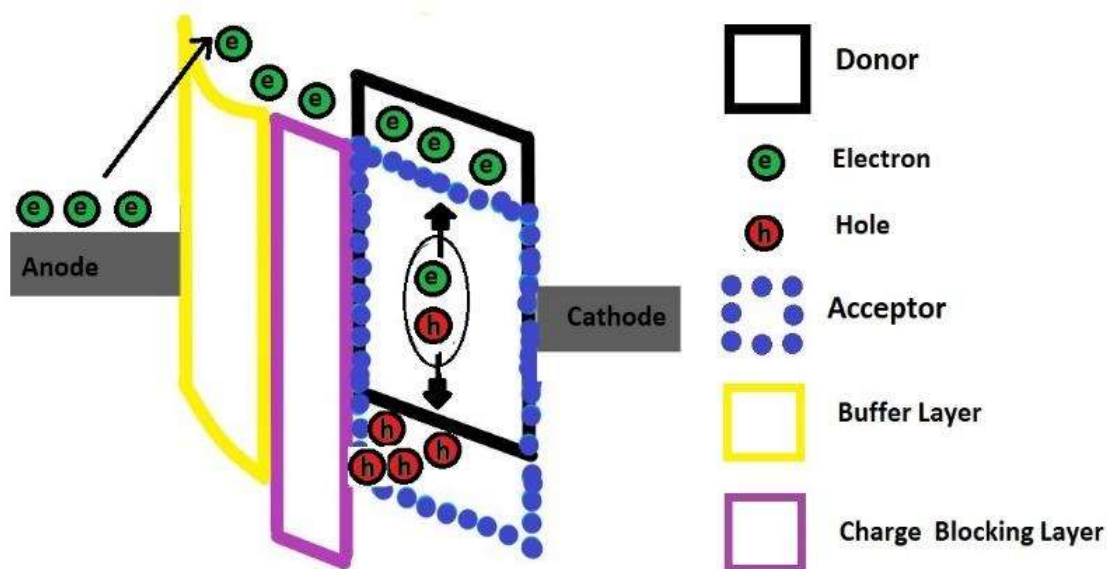 e
e
e
Donor
e
e
e
e e e
e
Electron
h
Hole
Anode
e
h
Cathode
Acceptor
h
h
h h
Buffer Layer
Charge Blocking Layer